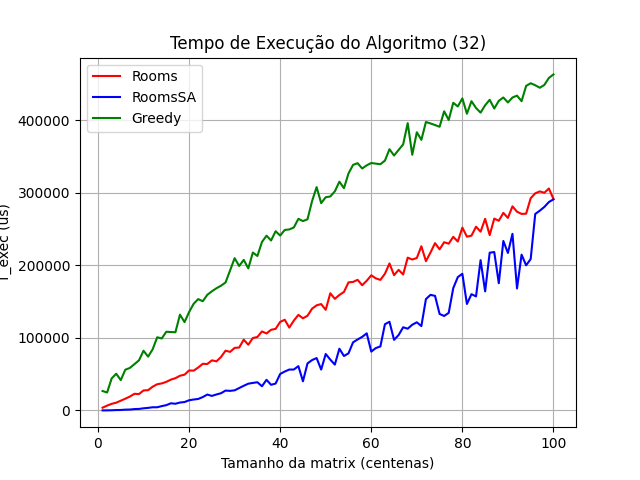 Tempo de Execução do Algoritmo (32)
Rooms
RoomsSA
Greedy
400000
300000
200000
100000
0
_exec (us)
0 20 40 60 80 100
Tamanho da matrix (centenas)